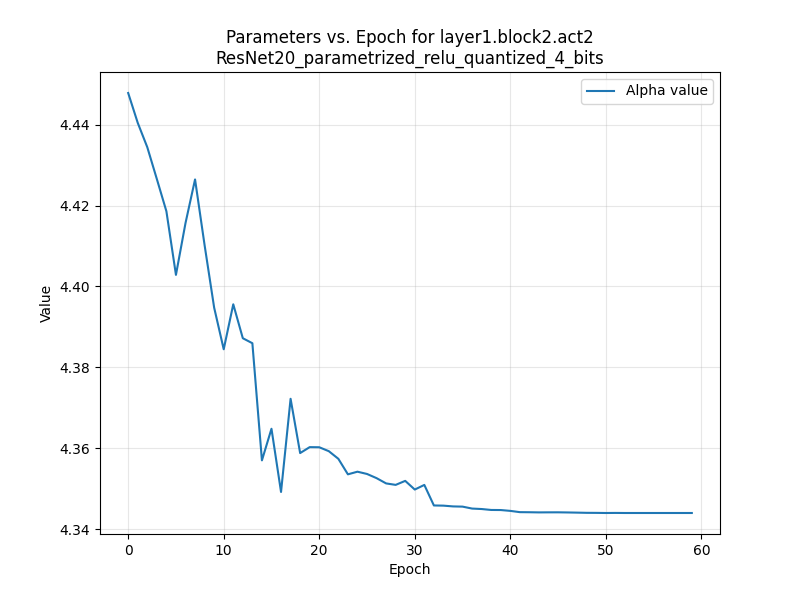 Parameters vs. Epoch for layer1.block2.act2
ResNet20_parametrized_relu_quantized_4_bits
Alpha value
4.44
4.42
4.40
4.38
4.36
4.34
Value
0 10 20 30 40 50 60
Epoch